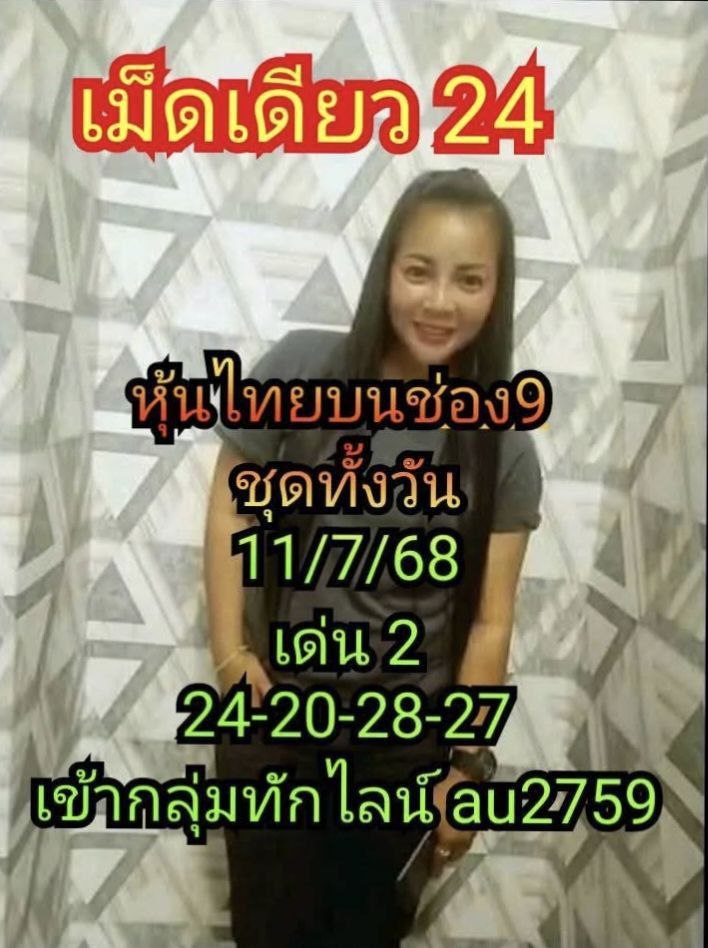 เม็ดเดียว 24
หุ้นไทยบนช่อง9
ชุดทั้งวัน
11/7/68
เด่น 2
24-20-28-27
เข้ากลุ่มทักไลน์ au2759